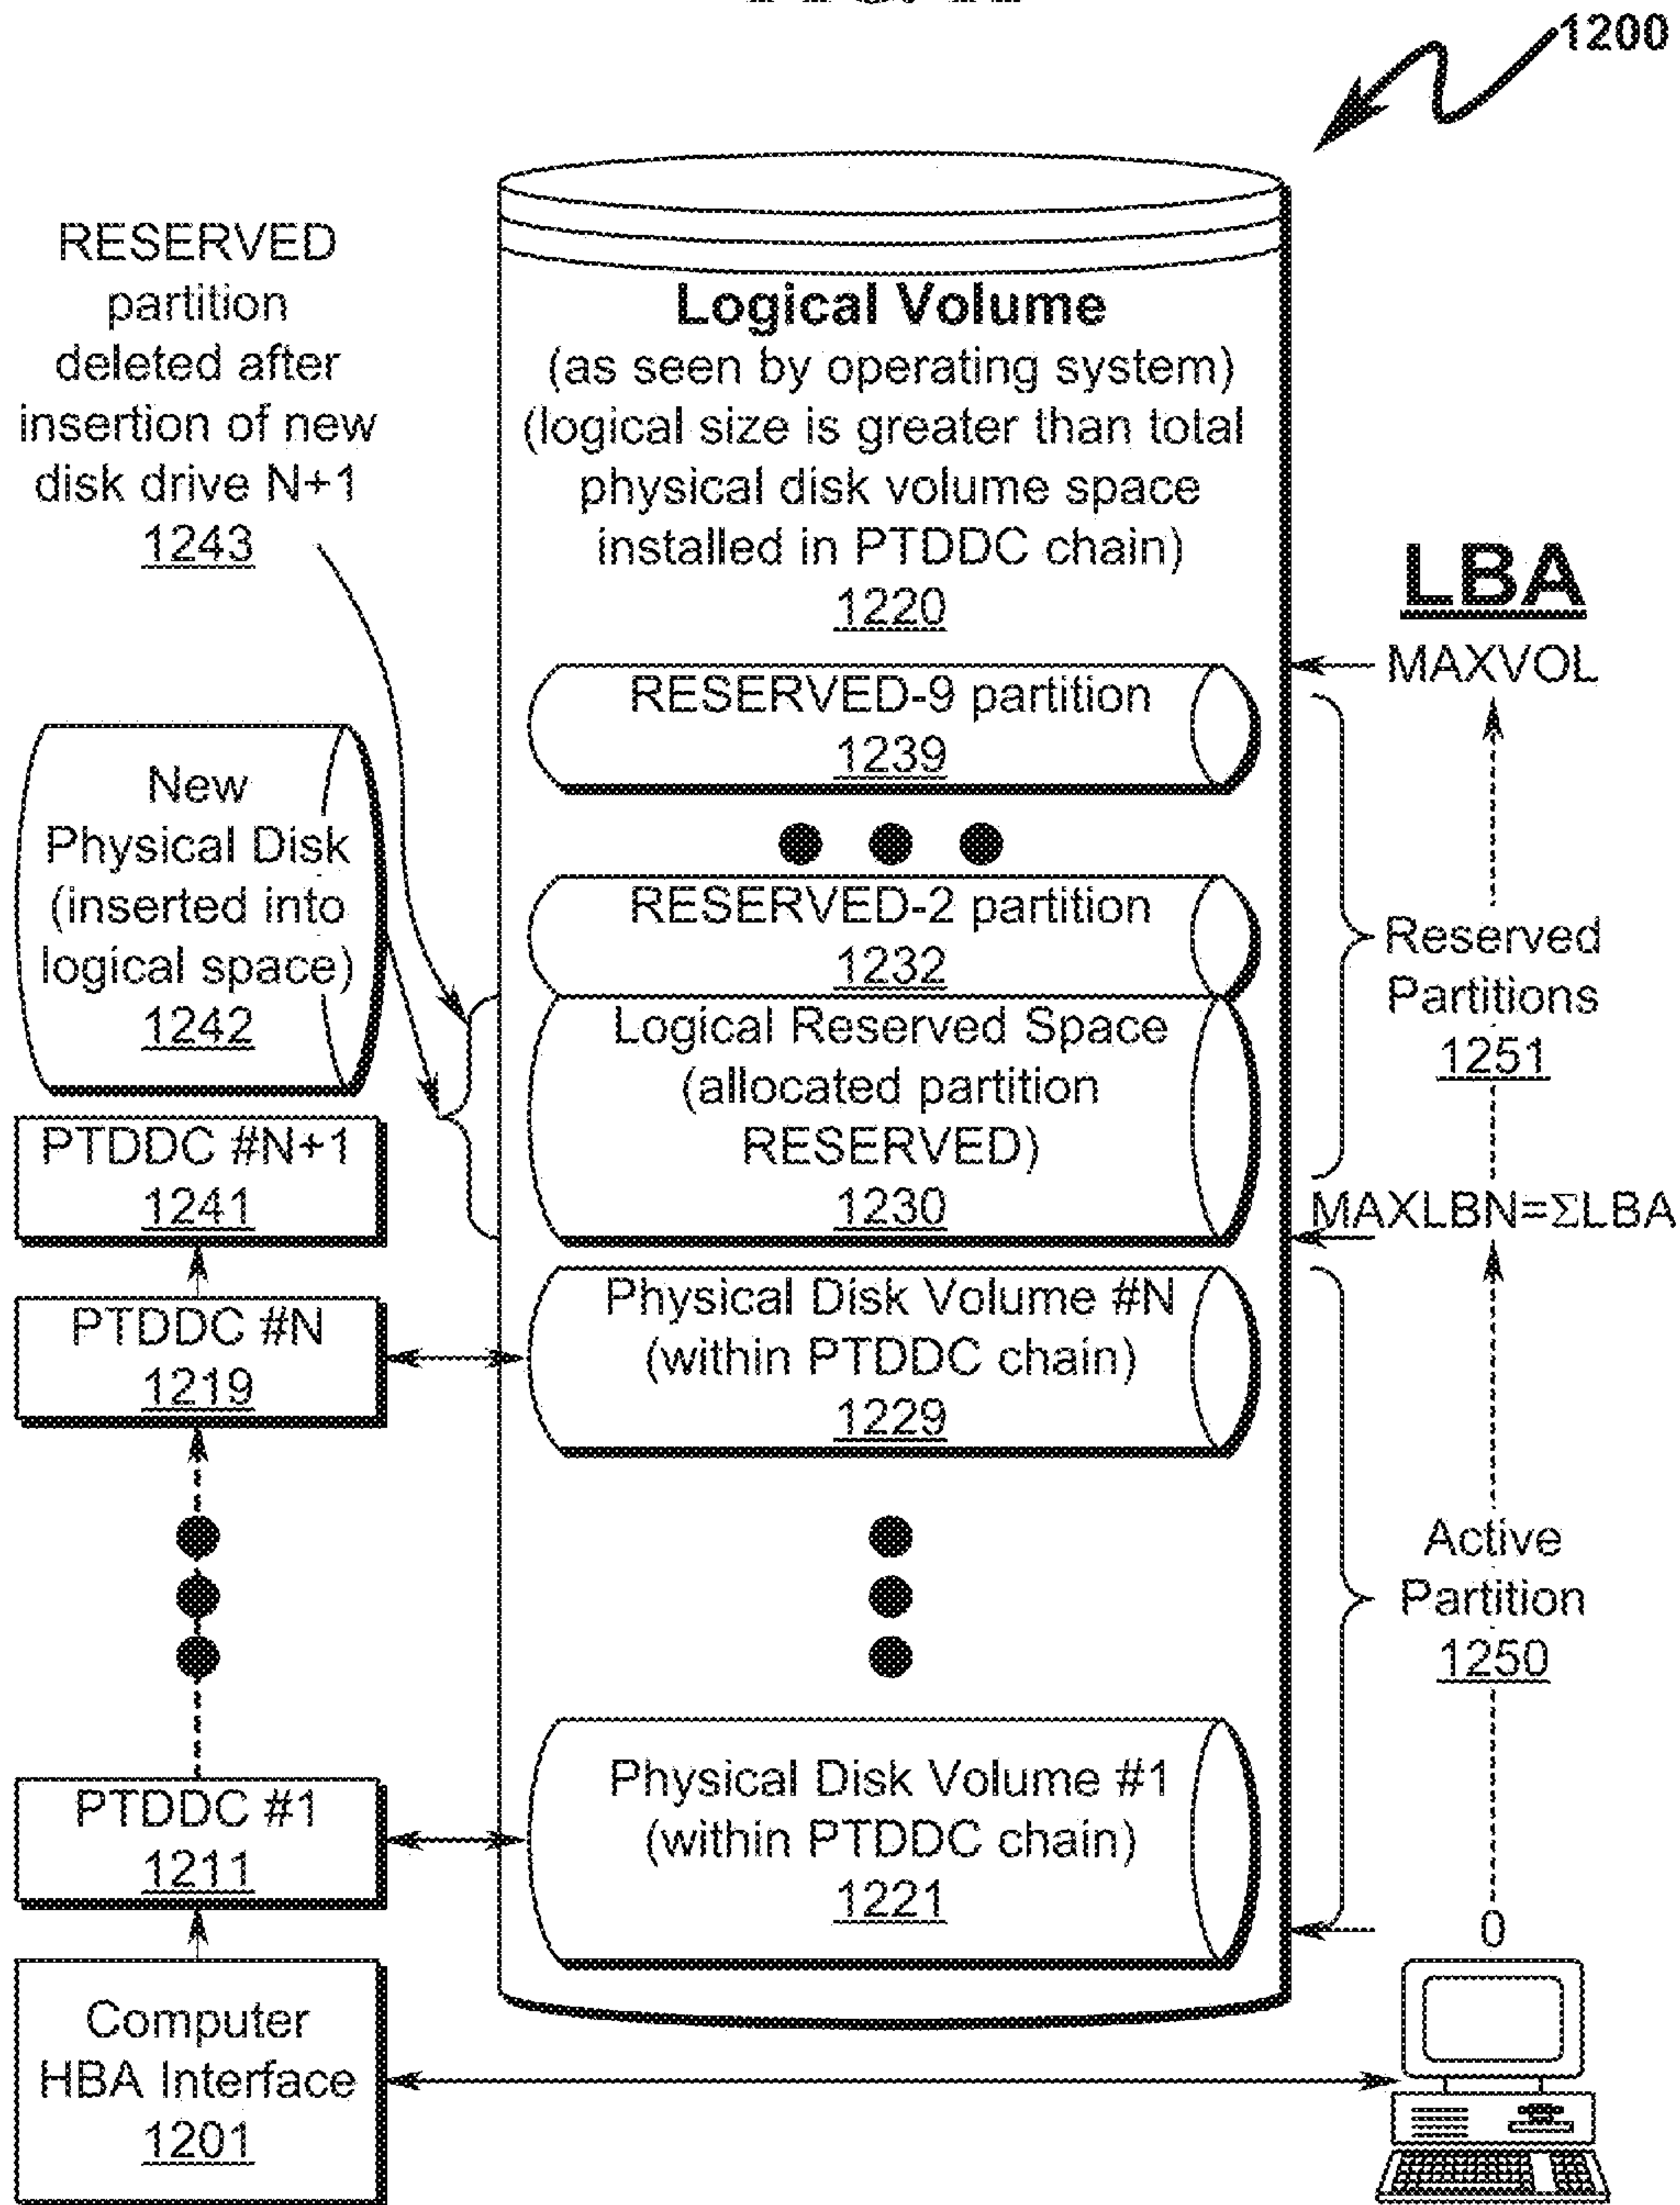 1200
RESERVED
partition
deleted after
insertion of new
disk drive N+1
1243
Logical Volume
(as seen by operating system)
(logical size is greater than total
physical disk volume space
installed in PTDDC chain)
1220
LBA
MAXVOL
RESERVED-9 partition
1239
New
Physical Disk
(inserted into
logical space)
1242
RESERVED-2 partition
1232
Reserved
Partitions
1251
Logical Reserved Space
(allocated partition
RESERVED)
1230
PTDDC #N+1
1241
MAXLBN=ΣLBA
PTDDC #N
1219
Physical Disk Volume #N
(within PTDDC chain)
1229
Active
Partition
1250
PTDDC #1
1211
Physical Disk Volume #1
(within PTDDC chain)
1221
0
Computer
HBA Interface
1201